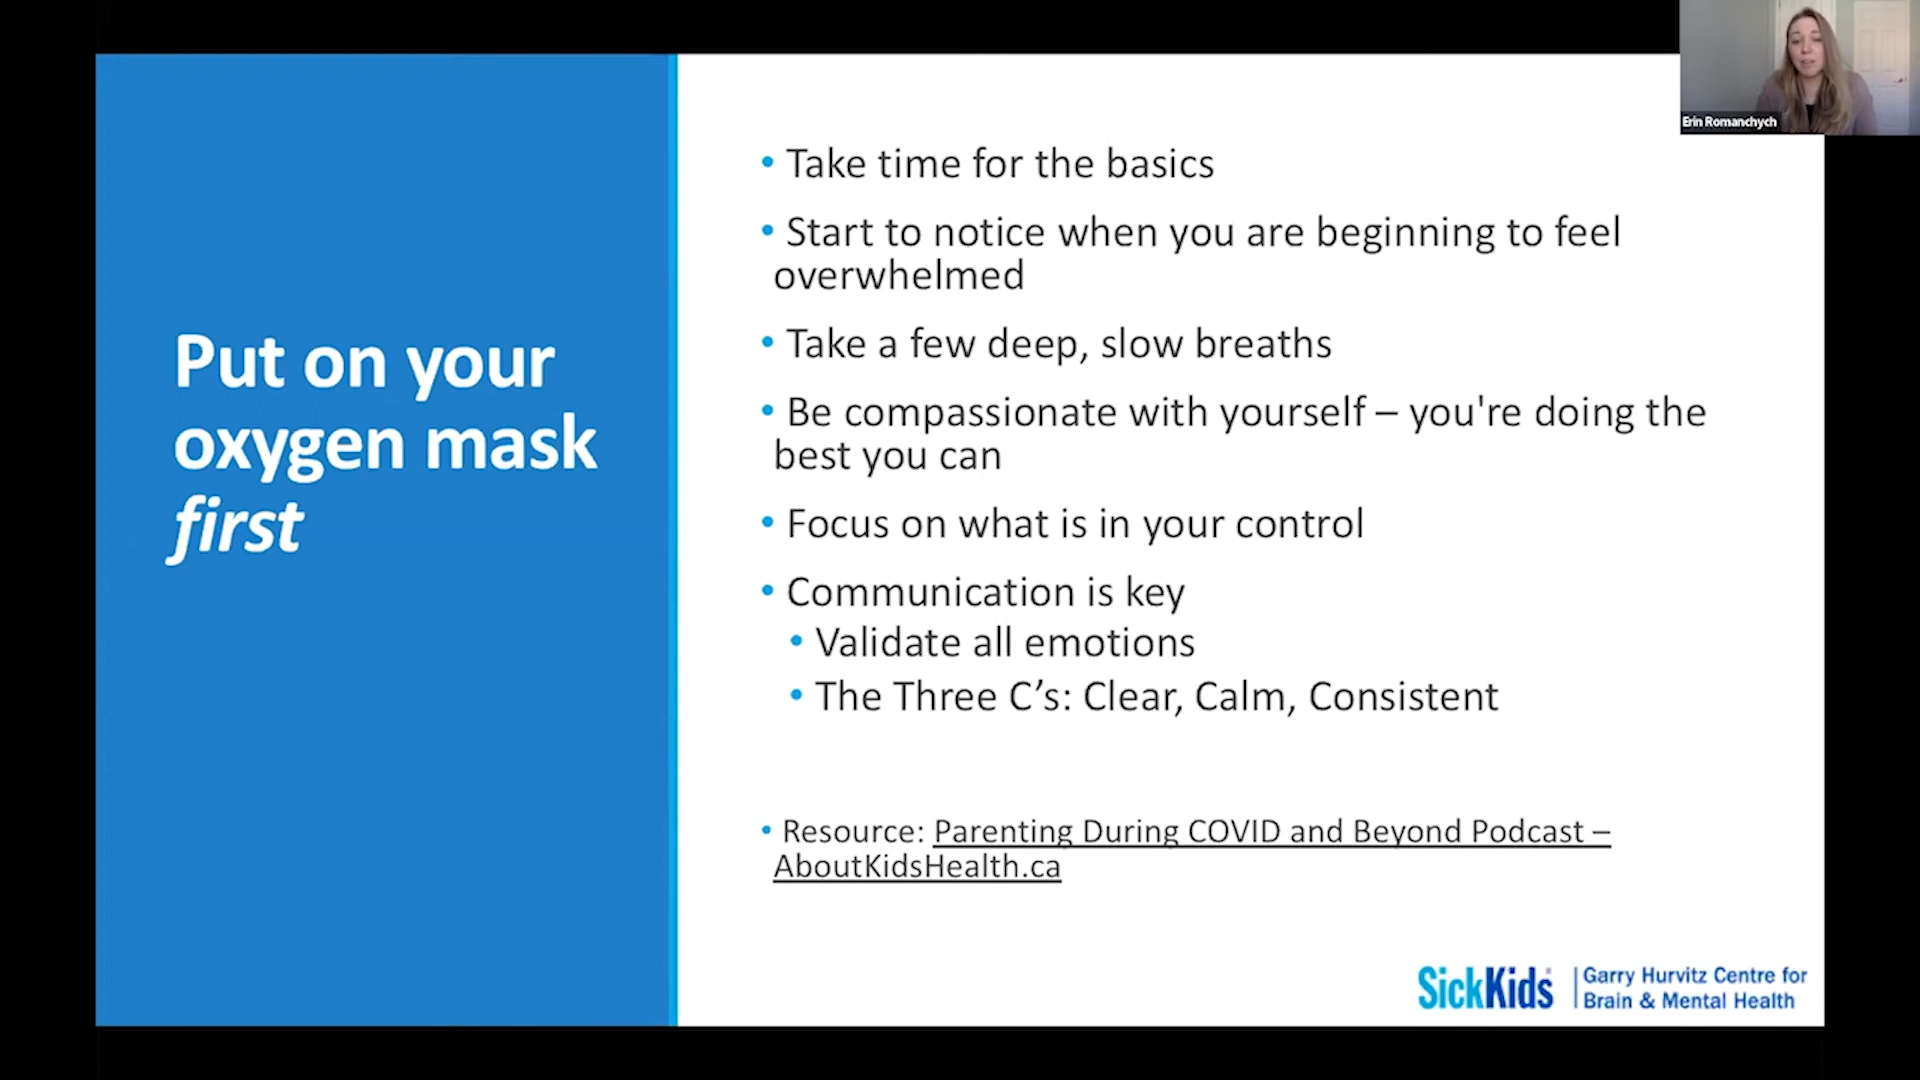 Erin Romanchych
Put on your
oxygen mask
first
• Take time for the basics
• Start to notice when you are beginning to feel
overwhelmed
• Take a few deep, slow breaths
• Be compassionate with yourself – you're doing the
best you can
• Focus on what is in your control
• Communication is key
• Validate all emotions
• The Three C’s: Clear, Calm, Consistent
• Resource: Parenting During COVID and Beyond Podcast –
AboutKidsHealth.ca
SickKids
Garry Hurvitz Centre for
Brain & Mental Health